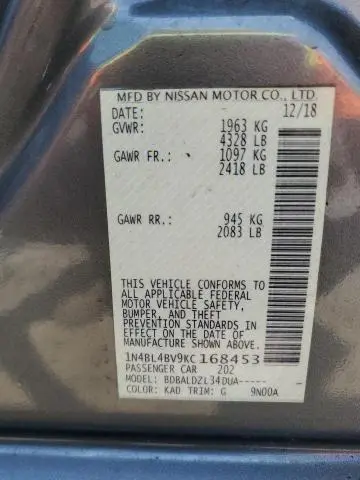 MFD BY NISSAN MOTOR CO., LTD.
DATE: 12/18
GVWR: 1963 KG
4328 LB
GAWR FR.: 1097 KG
2418 LB
GAWR RR.: 945 KG
2083 LB
THIS VEHICLE CONFORMS TO
ALL APPLICABLE FEDERAL
MOTOR VEHICLE SAFETY,
BUMPER, AND THEFT
PREVENTION STANDARDS IN
EFFECT ON THE DATE OF
MANUFACTURE SHOWN ABOVE
1N4BL4BV9KC168453
PASSENGER CAR 202
MODEL: BDBALDZL34DUA-----
COLOR: KAD TRIM: G 9N00A